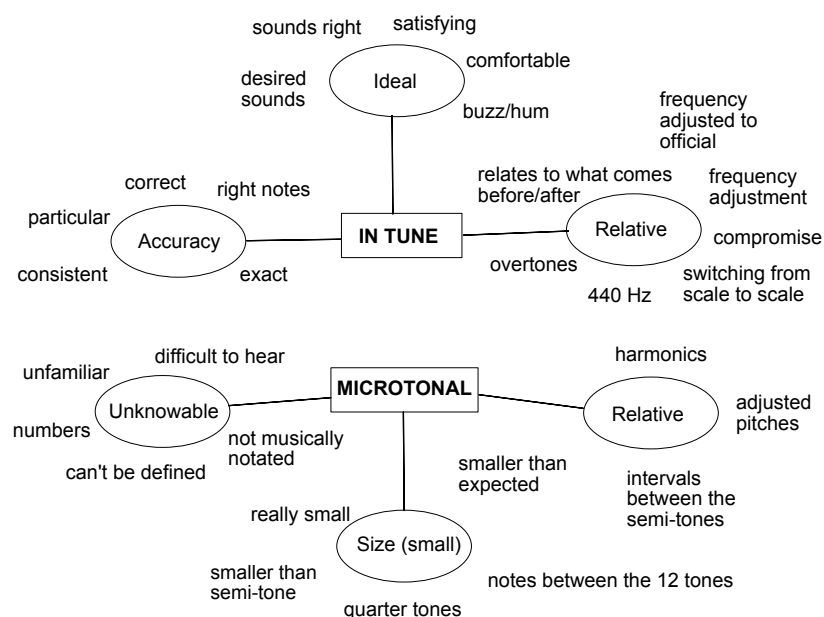 sounds right
satisfying
desired
sounds
Ideal
comfortable
buzz/hum
frequency
adjusted to
official
correct
right notes
particular
Accuracy
consistent
exact
IN TUNE
relates to what comes
before/after
frequency
adjustment
Relative
compromise
overtones
440 Hz
switching from
scale to scale
difficult to hear
unfamiliar
Unknowable
numbers
not musically
notated
can't be defined
MICROTONAL
harmonics
Relative
adjusted
pitches
intervals
between the
semi-tones
smaller than
expected
really small
Size (small)
smaller than
semi-tone
notes between the 12 tones
quarter tones